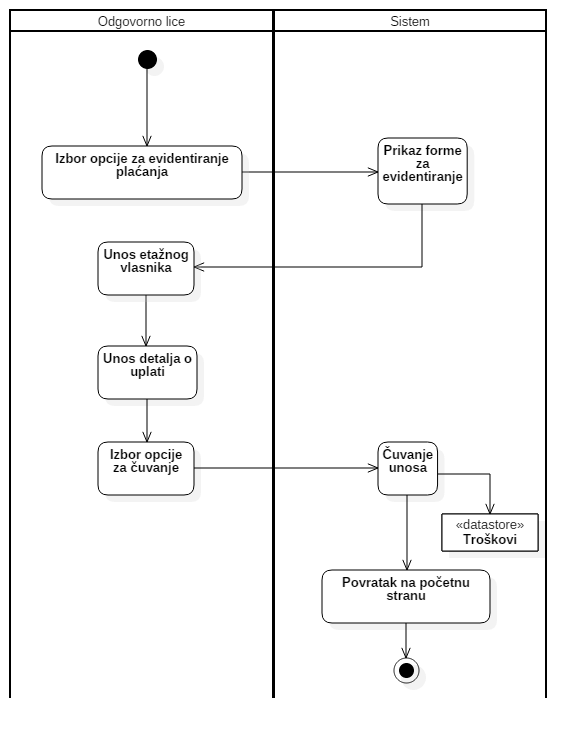 Odgovorno lice
Sistem
Izbor opcije za evidentiranje
plaćanja
Prikaz forme
za
evidentiranje
Unos etažnog
vlasnika
Unos detalja o
uplati
Izbor opcije
za čuvanje
Čuvanje
unosa
«datastore»
Troškovi
Povratak na početnu
stranu